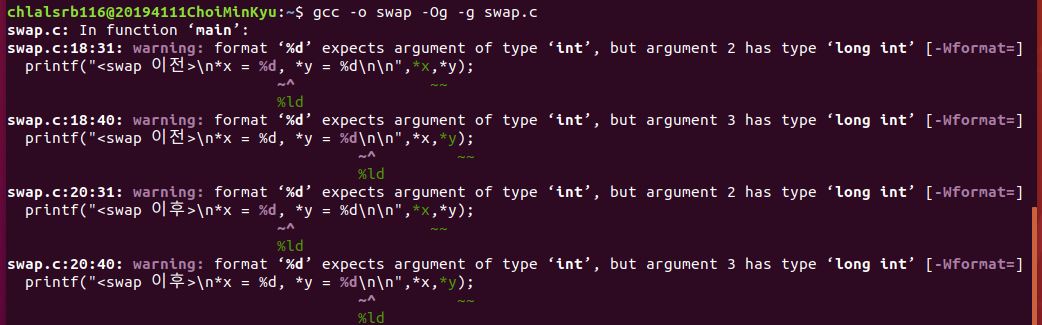 chlalsrb116@20194111ChoiMinKyu:~$ gcc -o swap -Og -g swap.c
swap.c: In function ‘main’:
swap.c:18:31: warning: format ‘%d’ expects argument of type ‘int’, but argument 2 has type ‘long int’ [-Wformat=]
  printf("<swap 이전>\n*x = %d, *y = %d\n\n",*x,*y);
                              ~^               ~~
                              %ld
swap.c:18:40: warning: format ‘%d’ expects argument of type ‘int’, but argument 3 has type ‘long int’ [-Wformat=]
  printf("<swap 이전>\n*x = %d, *y = %d\n\n",*x,*y);
                                       ~^         ~~
                                       %ld
swap.c:20:31: warning: format ‘%d’ expects argument of type ‘int’, but argument 2 has type ‘long int’ [-Wformat=]
  printf("<swap 이후>\n*x = %d, *y = %d\n\n",*x,*y);
                              ~^               ~~
                              %ld
swap.c:20:40: warning: format ‘%d’ expects argument of type ‘int’, but argument 3 has type ‘long int’ [-Wformat=]
  printf("<swap 이후>\n*x = %d, *y = %d\n\n",*x,*y);
                                       ~^         ~~
                                       %ld